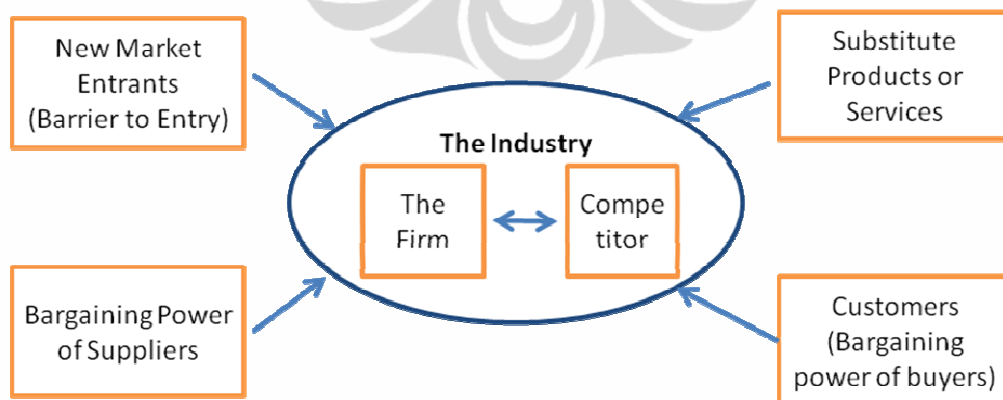 New Market
Entrants
(Barrier to Entry)
Substitute
Products or
Services
The Industry
The
Firm
Compe
titor
Bargaining Power
of Suppliers
Customers
(Bargaining
power of buyers)